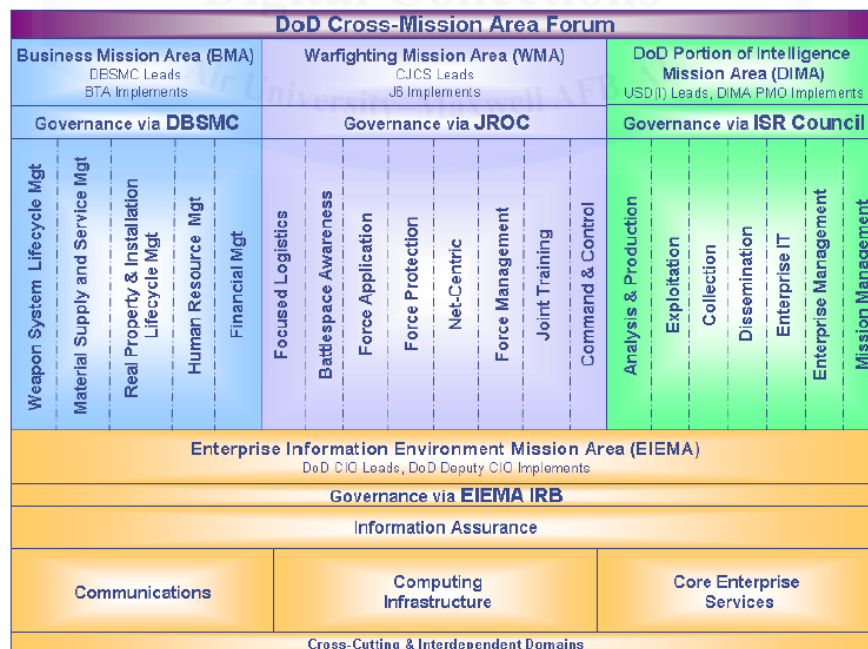 Digital Collections
DoD Cross-Mission Area Forum
Business Mission Area (BMA)
DBSMC Leads
BTA Implements
Warfighting Mission Area (WMA)
CJCS Leads
J6 Implements
DoD Portion of Intelligence
Mission Area (DIMA)
USD(I) Leads, DIMA PMO Implements
Air University Maxwell AFB, A
Governance via DBSMC
Governance via JROC
Governance via ISR Council
Weapon System Lifecycle Mgt
Material Supply and Service Mgt
Real Property & Installation
Lifecycle Mgt
Human Resource Mgt
Financial Mgt
Focused Logistics
Battlespace Awareness
Force Application
Force Protection
Net-Centric
Force Management
Joint Training
Command & Control
Analysis & Production
Exploitation
Collection
Dissemination
Enterprise IT
Enterprise Management
Mission Management
Enterprise Information Environment Mission Area (EIEMA)
DoD CIO Leads, DoD Deputy CIO Implements
Governance via EIEMA IRB
Information Assurance
Communications
Computing
Infrastructure
Core Enterprise
Services
Cross-Cutting & Interdependent Domains